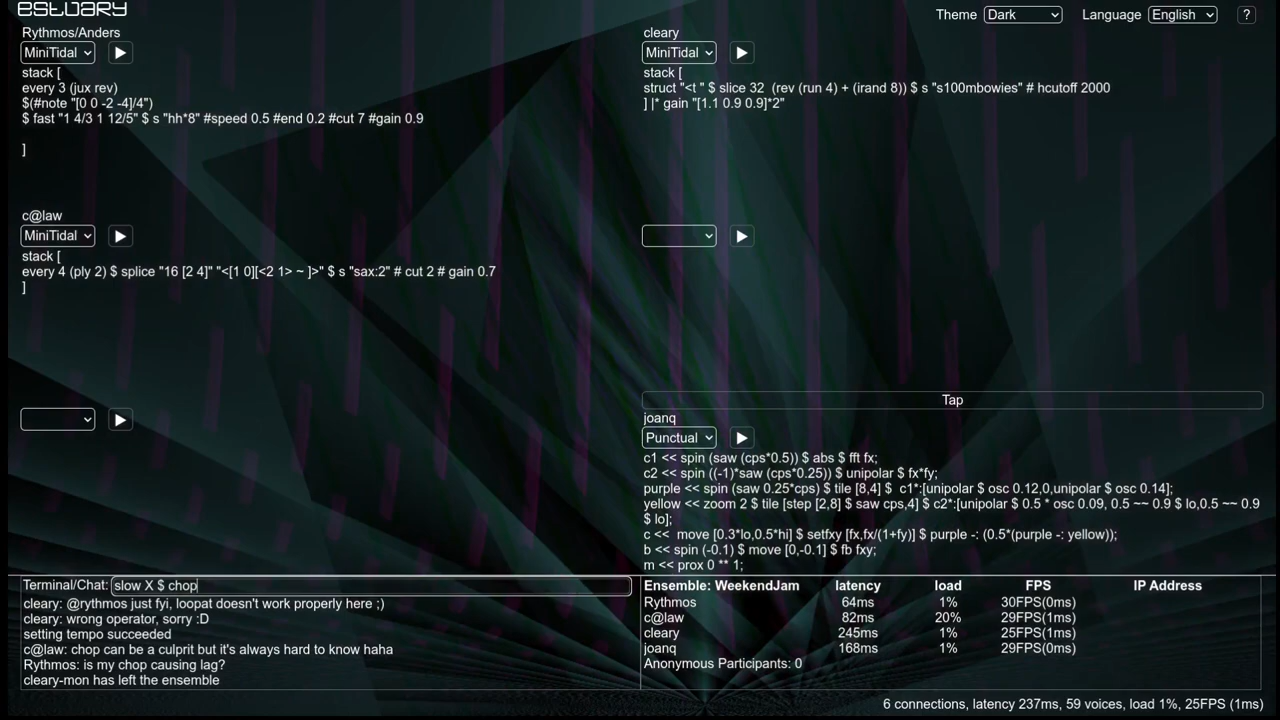 estuary
Theme Dark Language English ?
Rythmos/Anders
MiniTidal
stack [
every 3 (jux rev)
$(#note "[0 0 -2 -4]/4")
$ fast "1 4/3 1 12/5" $ s "hh*8" #speed 0.5 #end 0.2 #cut 7 #gain 0.9
]
cleary
MiniTidal
stack [
struct "<t " $ slice 32  (rev (run 4) + (irand 8)) $ s "s100mbowies" # hcutoff 2000
] |* gain "[1.1 0.9 0.9]*2"
c@law
MiniTidal
stack [
every 4 (ply 2) $ splice "16 [2 4]" "<[1 0][<2 1> ~ ]>" $ s "sax:2" # cut 2 # gain 0.7
]
Tap
joanq
Punctual
c1 << spin (saw (cps*0.5)) $ abs $ fft fx;
c2 << spin ((-1)*saw (cps*0.25)) $ unipolar $ fx*fy;
purple << spin (saw 0.25*cps) $ tile [8,4] $  c1*:[unipolar $ osc 0.12,0,unipolar $ osc 0.14];
yellow << zoom 2 $ tile [step [2,8] $ saw cps,4] $ c2*:[unipolar $ 0.5 * osc 0.09, 0.5 ~~ 0.9 $ lo,0.5 ~~ 0.9
$ lo];
c <<  move [0.3*lo,0.5*hi] $ setfxy [fx,fx/(1+fy)] $ purple -: (0.5*(purple -: yellow));
b << spin (-0.1) $ move [0,-0.1] $ fb fxy;
m << prox 0 ** 1;
Terminal/Chat: slow X $ chop
cleary: @rythmos just fyi, loopat doesn't work properly here ;)
cleary: wrong operator, sorry :D
setting tempo succeeded
c@law: chop can be a culprit but it's always hard to know haha
Rythmos: is my chop causing lag?
cleary-mon has left the ensemble
Ensemble: WeekendJam latency load FPS IP Address
Rythmos 64ms 1% 30FPS(0ms)
c@law 82ms 20% 29FPS(1ms)
cleary 245ms 1% 25FPS(1ms)
joanq 168ms 1% 29FPS(0ms)
Anonymous Participants: 0
6 connections, latency 237ms, 59 voices, load 1%, 25FPS (1ms)